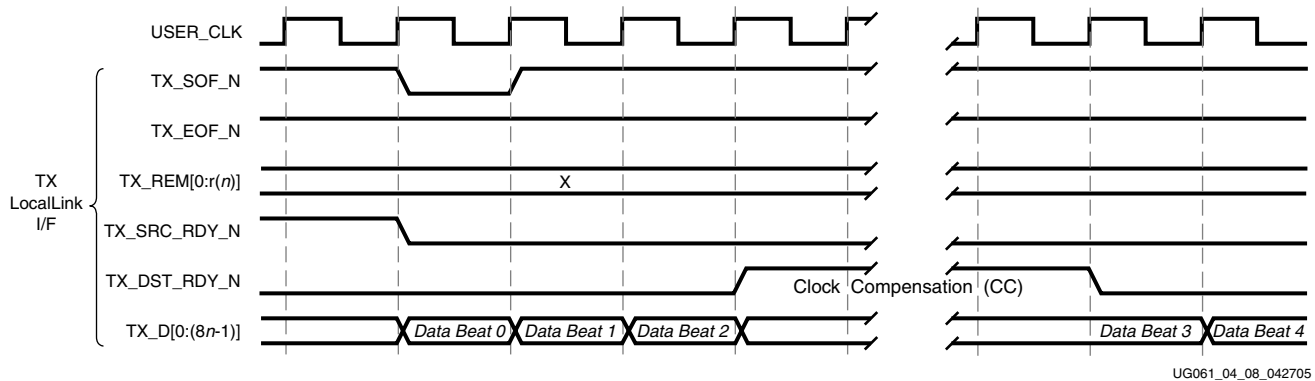 USER_CLK
TX_SOF_N
TX_EOF_N
TX_REM[0:r(n)]
X
TX
LocalLink
I/F
TX_SRC_RDY_N
TX_DST_RDY_N
Clock Compensation (CC)
TX_D[0:(8n-1)]
Data Beat 0
Data Beat 1
Data Beat 2
Data Beat 3
Data Beat 4
UG061_04_08_042705